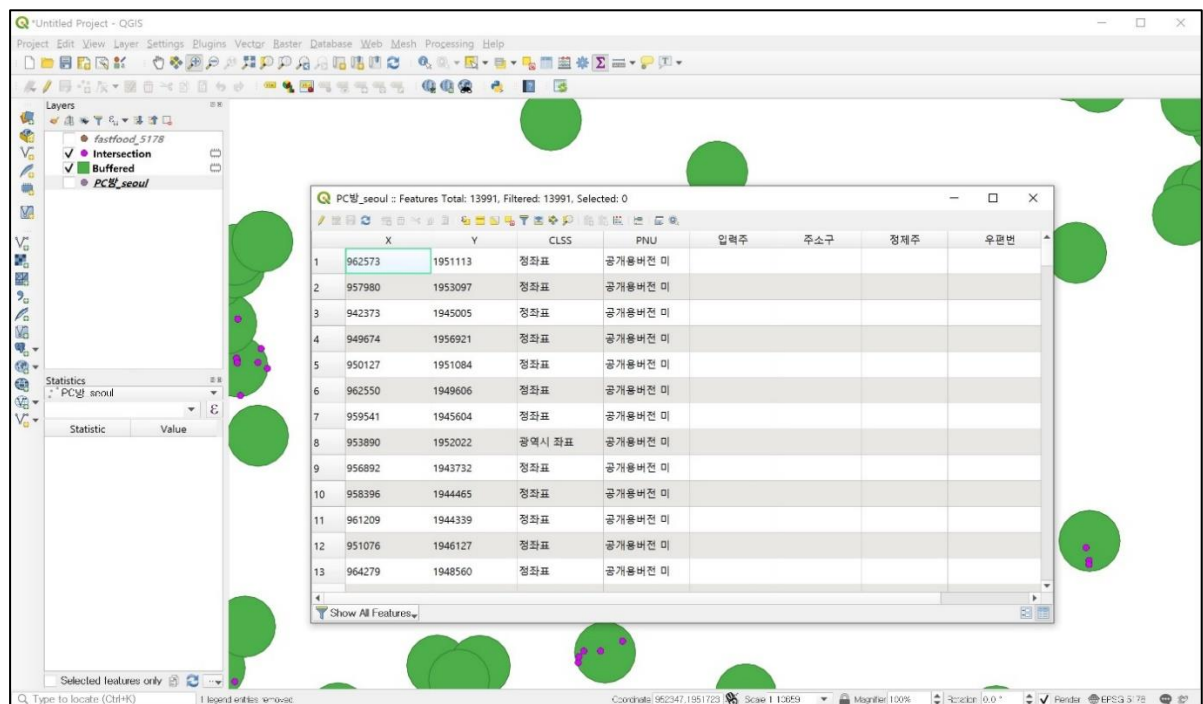 *Untitled Project - QGIS
Project Edit View Layer Settings Plugins Vector Raster Database Web Mesh Processing Help
Layers
fastfood_5178
Intersection
Buffered
PC방_seoul
PC방_seoul :: Features Total: 13991, Filtered: 13991, Selected: 0
X Y CLSS PNU 입력주 주소구 정제주 우편번
1 962573 1951113 정좌표 공개용버전 미
2 957980 1953097 정좌표 공개용버전 미
3 942373 1945005 정좌표 공개용버전 미
4 949674 1956921 정좌표 공개용버전 미
5 950127 1951084 정좌표 공개용버전 미
6 962550 1949606 정좌표 공개용버전 미
7 959541 1945604 정좌표 공개용버전 미
8 953890 1952022 광역시 좌표 공개용버전 미
9 956892 1943732 정좌표 공개용버전 미
10 958396 1944465 정좌표 공개용버전 미
11 961209 1944339 정좌표 공개용버전 미
12 951076 1946127 정좌표 공개용버전 미
13 964279 1948560 정좌표 공개용버전 미
Show All Features
Statistics
PC방_seoul
ε
Statistic Value
Selected features only
Type to locate (Ctrl+K) 1 legend entries removed. Coordinate 952347,1951723 Scale Magnifier 100% Rotation 0.0 ° Render